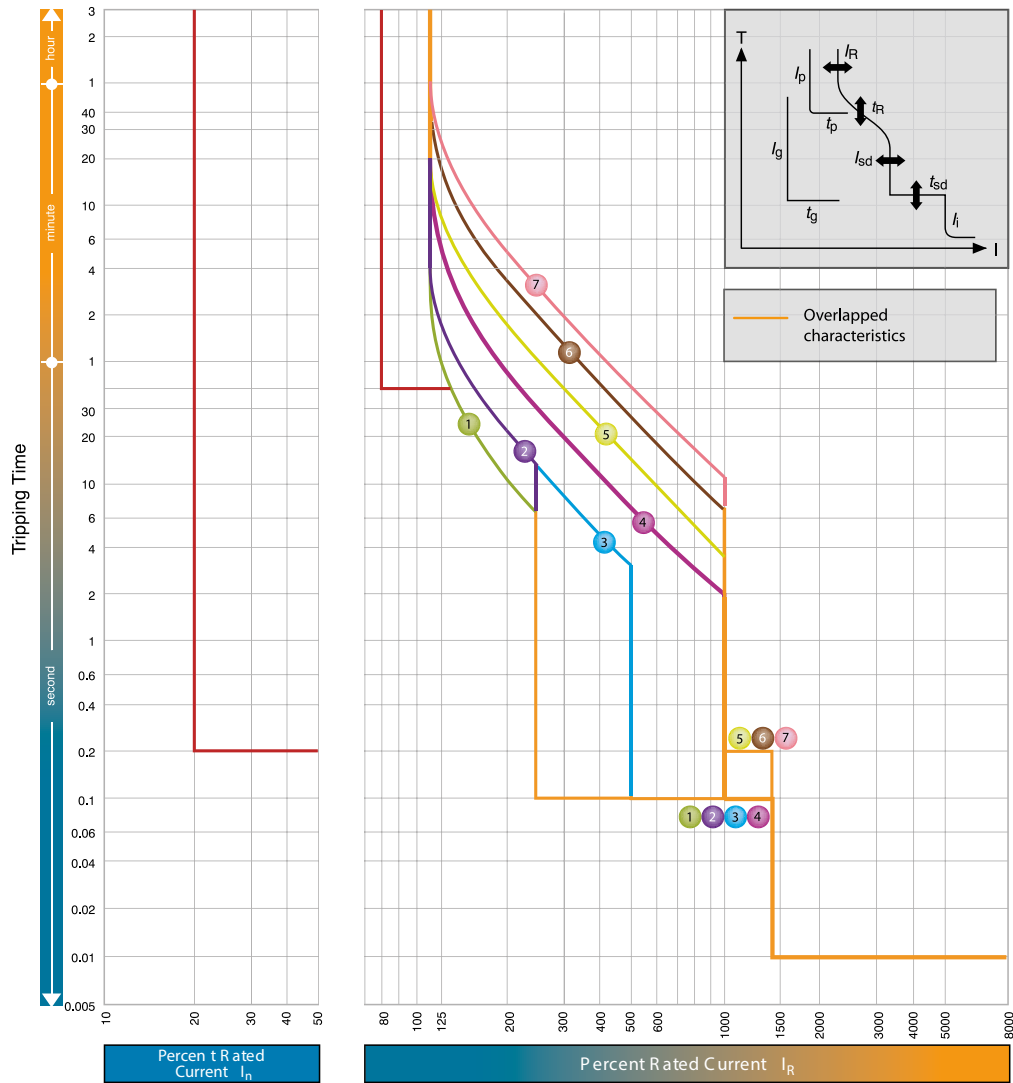 Tripping Time
hour
minute
second
3
2
1
40
30
20
10
6
4
2
1
30
20
10
6
4
2
1
0.6
0.4
0.2
0.1
0.06
0.04
0.02
0.01
0.005
10
20
30
40
50
80
100
125
200
300
400
500
600
1000
1500
2000
3000
4000
5000
8000
1
2
3
4
5
6
7
5 6 7
1 2 3 4
T
I
IR
Ip
tR
tp
Ig
Isd
tsd
tg
Ii
Overlapped
characteristics
Percen t R ated
Current In
Percent R ated Current IR